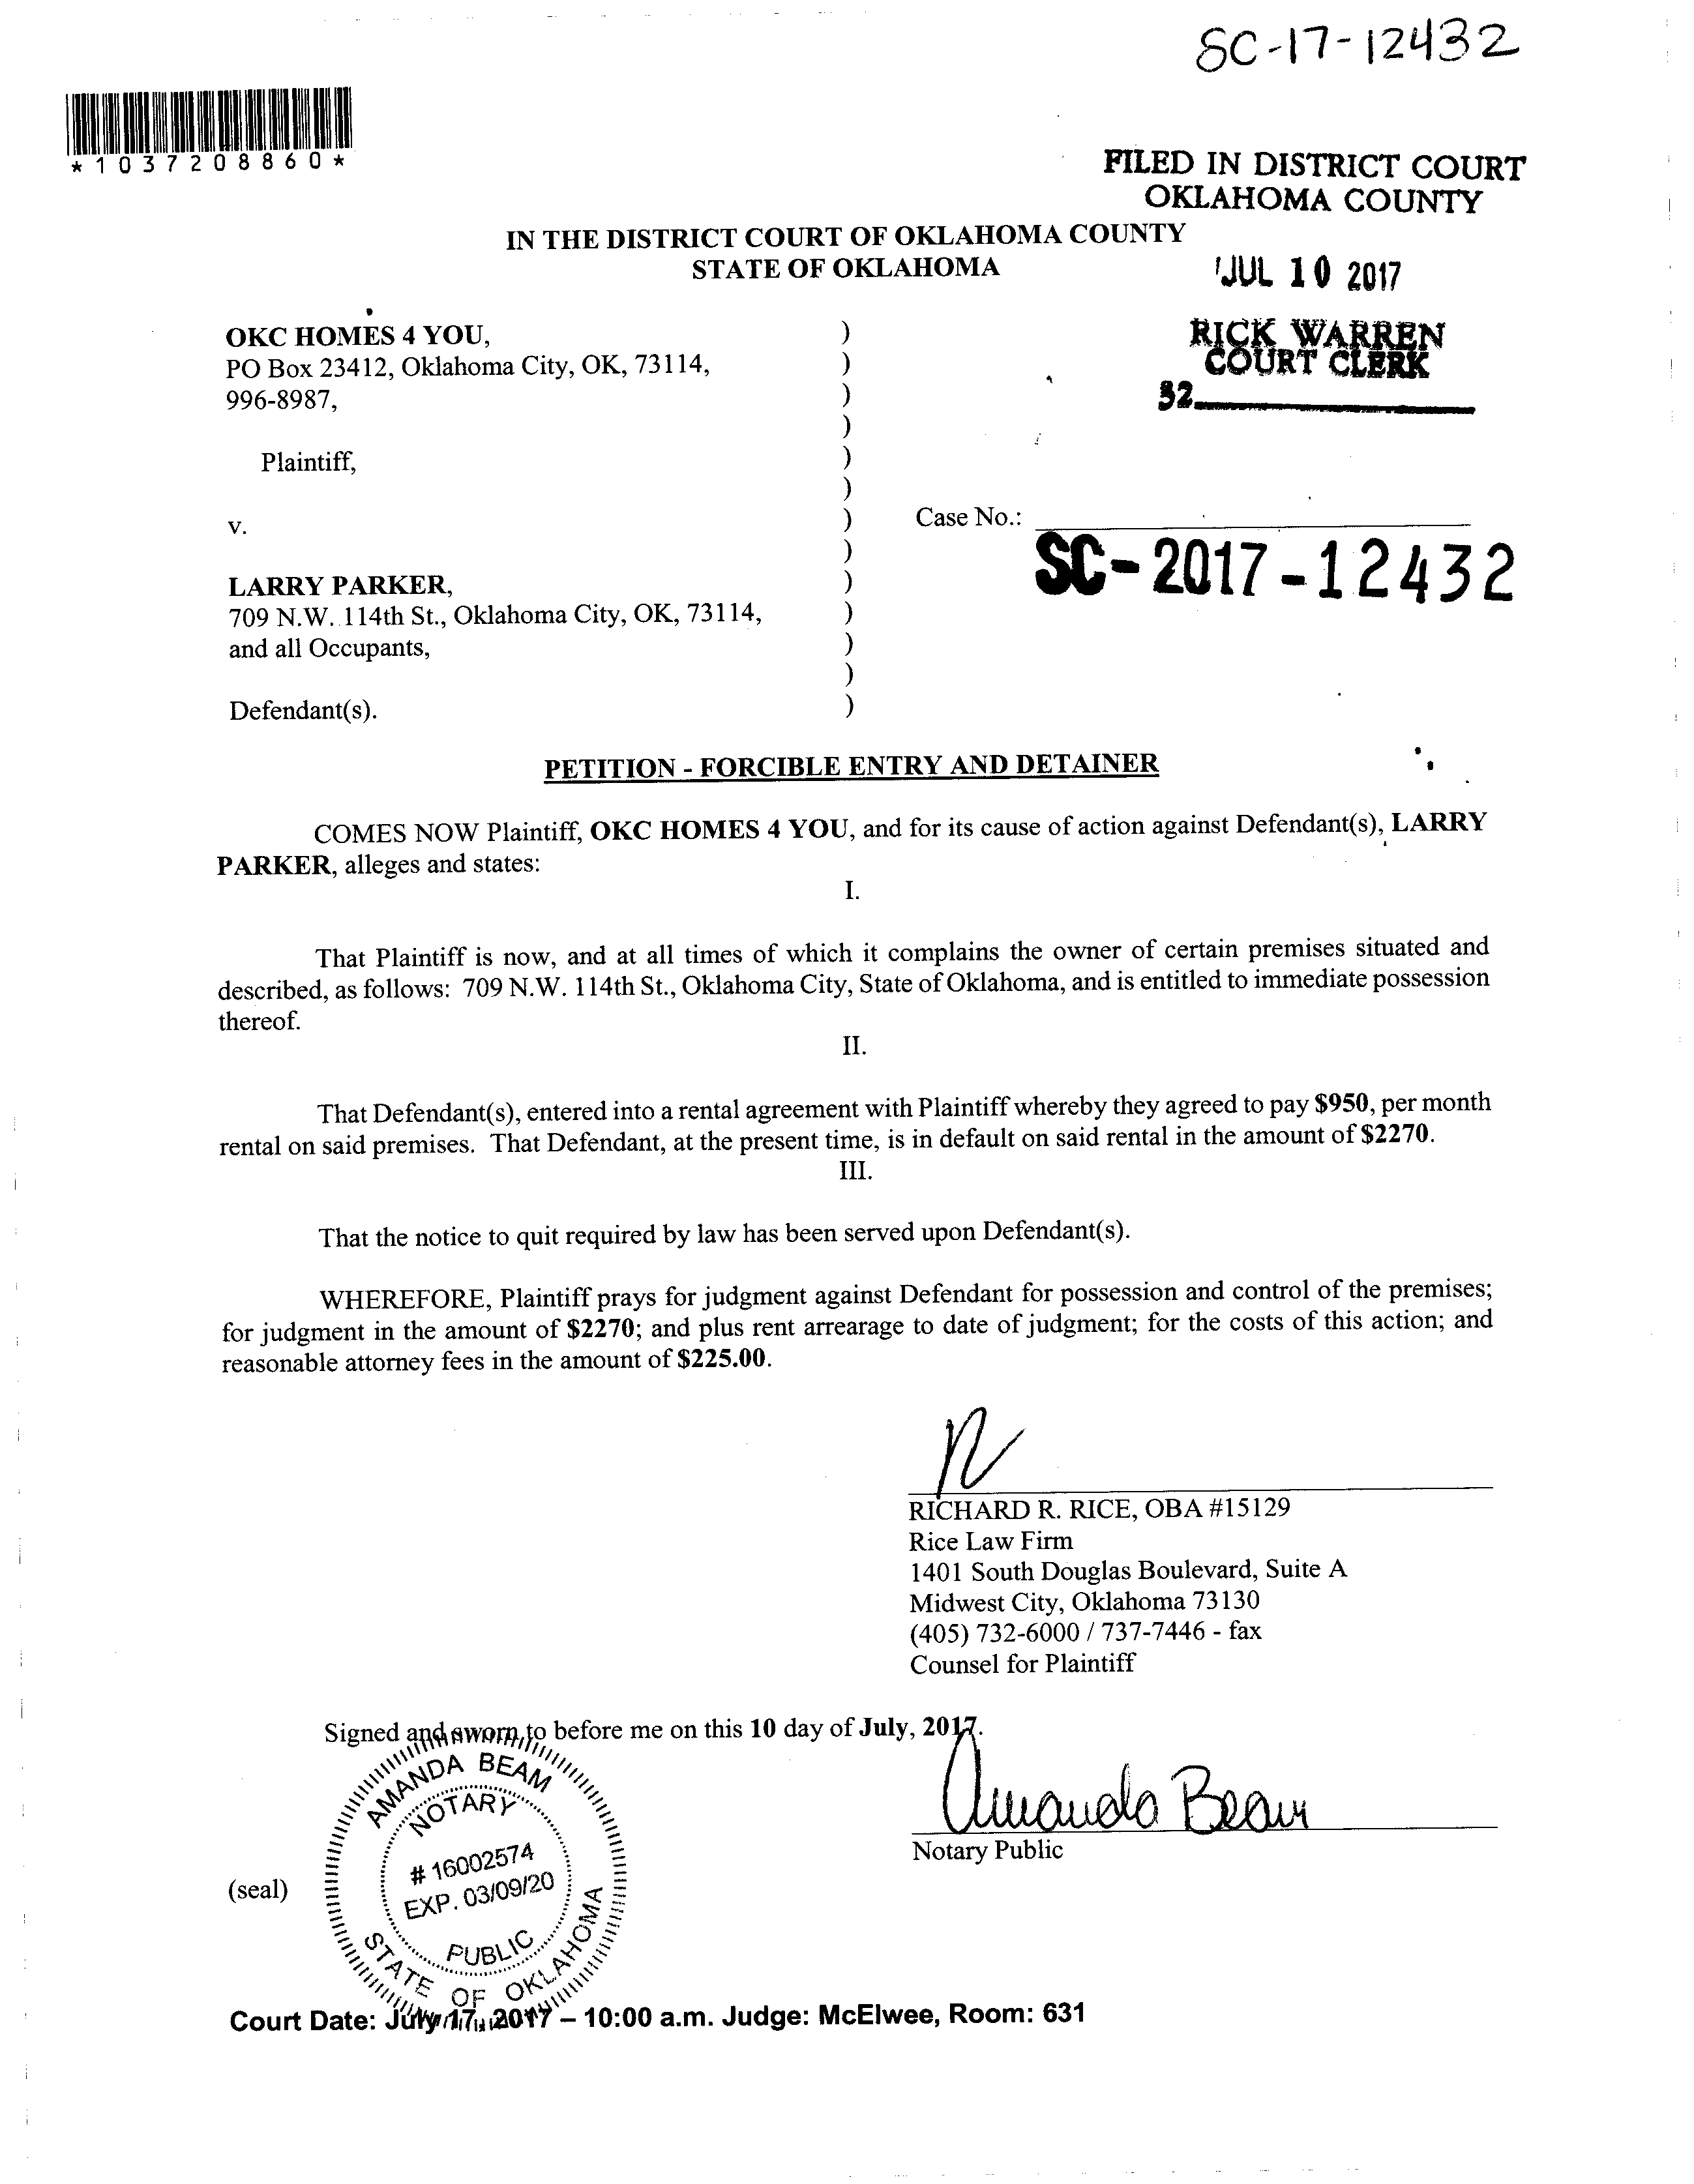 SC-17-12432
*1037208860*
FILED IN DISTRICT COURT
OKLAHOMA COUNTY
IN THE DISTRICT COURT OF OKLAHOMA COUNTY
STATE OF OKLAHOMA
JUL 10 2017
RICK WARREN
COURT CLERK
32
OKC HOMES 4 YOU, )
PO Box 23412, Oklahoma City, OK, 73114, )
996-8987, )
)
Plaintiff, )
)
v. ) Case No.:
)
SC-2017-12432
LARRY PARKER, )
709 N.W. 114th St., Oklahoma City, OK, 73114, )
and all Occupants, )
)
Defendant(s). )
PETITION - FORCIBLE ENTRY AND DETAINER
COMES NOW Plaintiff, OKC HOMES 4 YOU, and for its cause of action against Defendant(s), LARRY
PARKER, alleges and states:
I.
That Plaintiff is now, and at all times of which it complains the owner of certain premises situated and
described, as follows: 709 N.W. 114th St., Oklahoma City, State of Oklahoma, and is entitled to immediate possession
thereof.
II.
That Defendant(s), entered into a rental agreement with Plaintiff whereby they agreed to pay $950, per month
rental on said premises. That Defendant, at the present time, is in default on said rental in the amount of $2270.
III.
That the notice to quit required by law has been served upon Defendant(s).
WHEREFORE, Plaintiff prays for judgment against Defendant for possession and control of the premises;
for judgment in the amount of $2270; and plus rent arrearage to date of judgment; for the costs of this action; and
reasonable attorney fees in the amount of $225.00.
RICHARD R. RICE, OBA #15129
Rice Law Firm
1401 South Douglas Boulevard, Suite A
Midwest City, Oklahoma 73130
(405) 732-6000 / 737-7446 - fax
Counsel for Plaintiff
Signed and sworn to before me on this 10 day of July, 2017.
AMANDA BEAM
NOTARY
# 16002574
EXP. 03/09/20
PUBLIC
STATE OF OKLAHOMA
Amanda Beam
Notary Public
(seal)
Court Date: July 17, 2017 – 10:00 a.m. Judge: McElwee, Room: 631